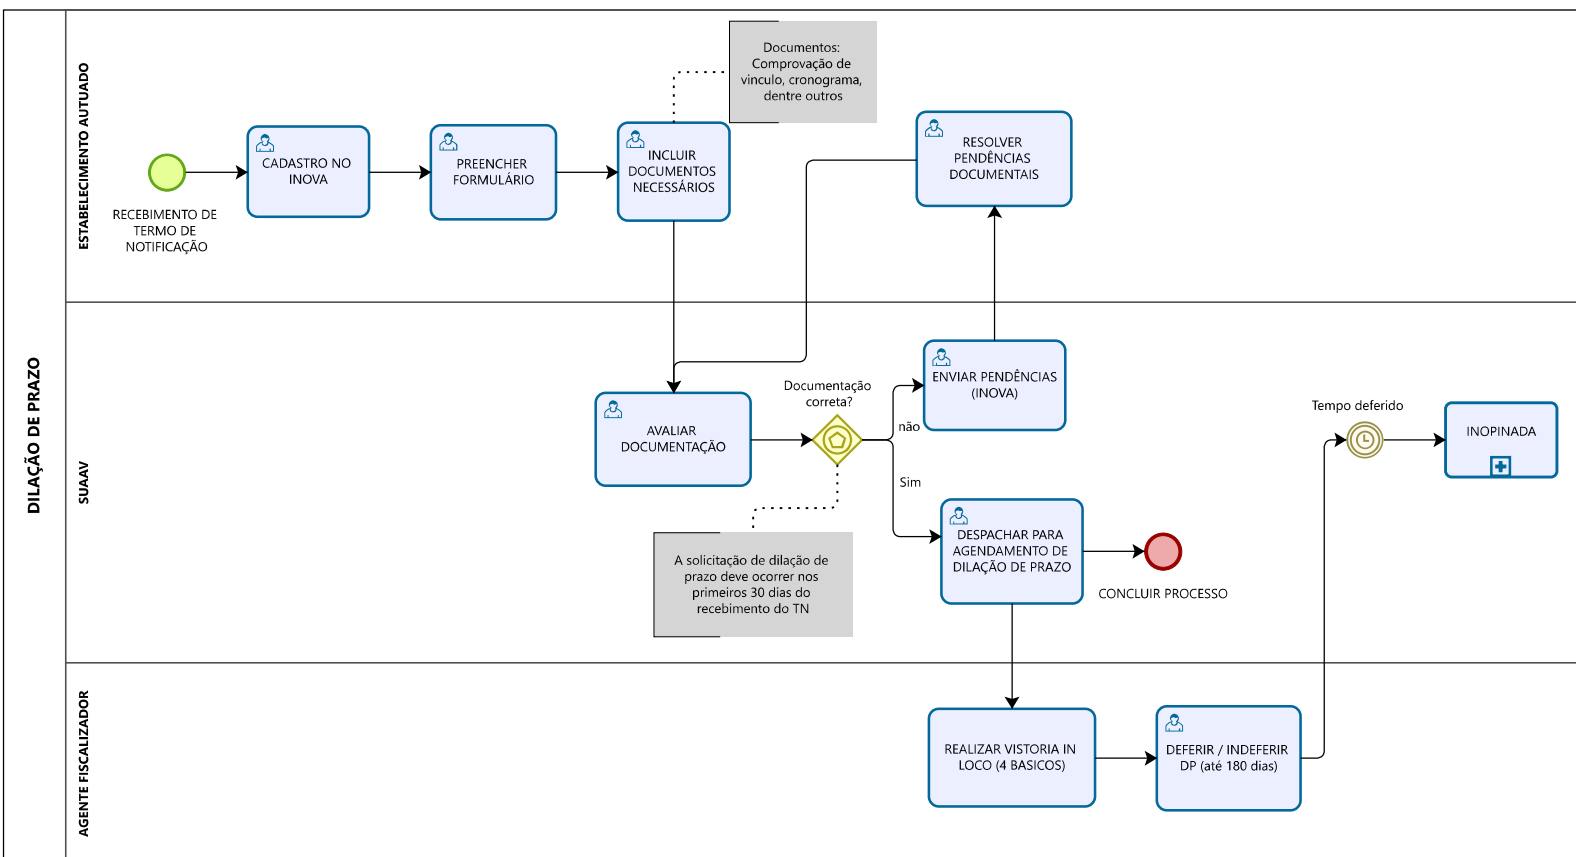 DILAÇÃO DE PRAZO
ESTABELECIMENTO AUTUADO
RECEBIMENTO DE
TERMO DE
NOTIFICAÇÃO
CADASTRO NO
INOVA
PREENCHER
FORMULÁRIO
INCLUIR
DOCUMENTOS
NECESSÁRIOS
Documentos:
Comprovação de
vinculo, cronograma,
dentre outros
RESOLVER
PENDÊNCIAS
DOCUMENTAIS
SUAAV
AVALIAR
DOCUMENTAÇÃO
Documentação
correta?
não
Sim
A solicitação de dilação de
prazo deve ocorrer nos
primeiros 30 dias do
recebimento do TN
ENVIAR PENDÊNCIAS
(INOVA)
DESPACHAR PARA
AGENDAMENTO DE
DILAÇÃO DE PRAZO
CONCLUIR PROCESSO
Tempo deferido
INOPINADA
AGENTE FISCALIZADOR
REALIZAR VISTORIA IN
LOCO (4 BASICOS)
DEFERIR / INDEFERIR
DP (até 180 dias)